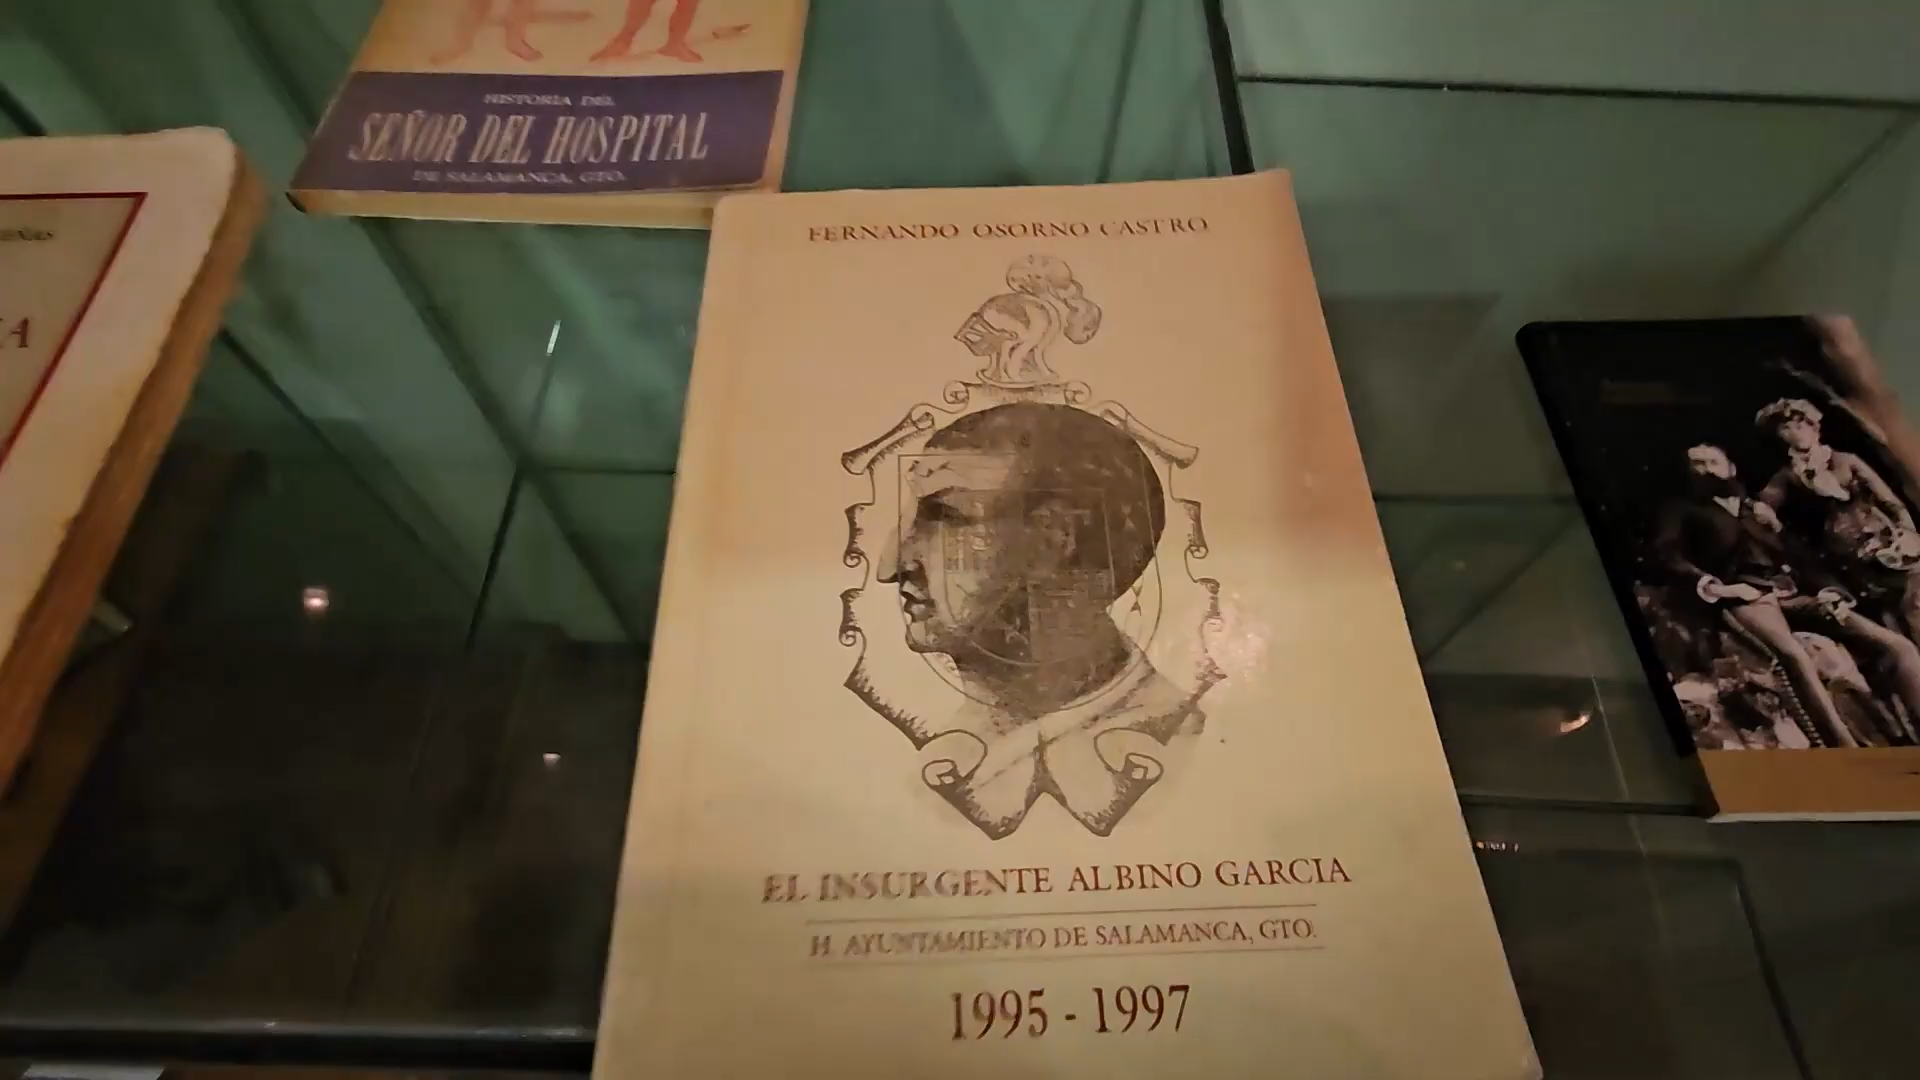 HISTORIA DEL
SEÑOR DEL HOSPITAL
DE SALAMANCA, GTO.
FERNANDO OSORNO CASTRO
EL INSURGENTE ALBINO GARCIA
H. AYUNTAMIENTO DE SALAMANCA, GTO.
1995 - 1997